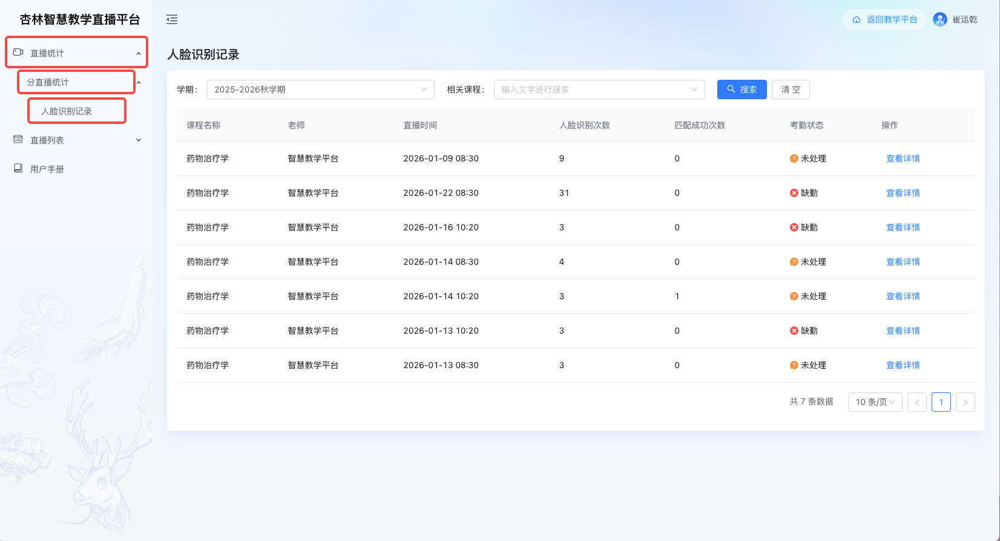 杏林智慧教学直播平台
返回教学平台
崔运乾
直播统计
分直播统计
人脸识别记录
直播列表
用户手册
人脸识别记录
学期： 2025-2026秋学期 相关课程： 输入文字进行搜索 搜索 清 空
课程名称 老师 直播时间 人脸识别次数 匹配成功次数 考勤状态 操作
药物治疗学 智慧教学平台 2026-01-09 08:30 9 0 未处理 查看详情
药物治疗学 智慧教学平台 2026-01-22 08:30 31 0 缺勤 查看详情
药物治疗学 智慧教学平台 2026-01-16 10:20 3 0 缺勤 查看详情
药物治疗学 智慧教学平台 2026-01-14 08:30 4 0 未处理 查看详情
药物治疗学 智慧教学平台 2026-01-14 10:20 3 1 未处理 查看详情
药物治疗学 智慧教学平台 2026-01-13 10:20 3 0 缺勤 查看详情
药物治疗学 智慧教学平台 2026-01-13 08:30 3 0 未处理 查看详情
共 7 条数据 10 条/页 < 1 >